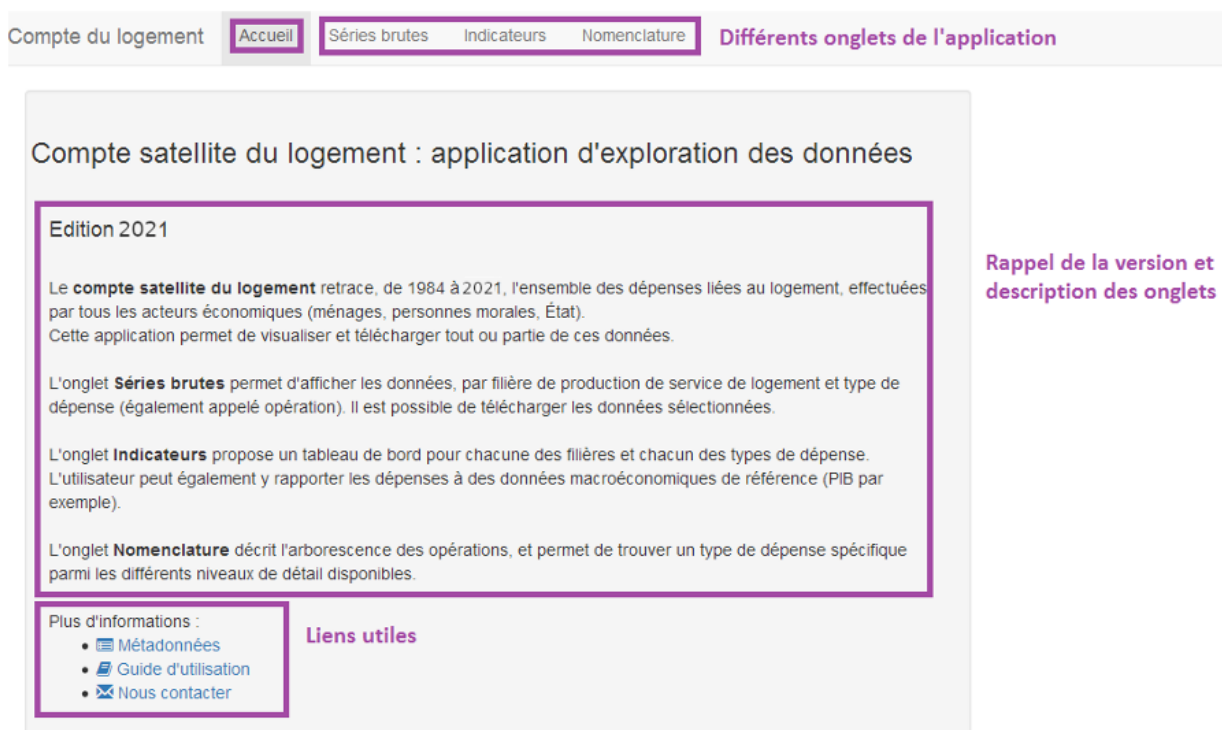 Compte du logement Accueil Séries brutes Indicateurs Nomenclature Différents onglets de l'application
Compte satellite du logement : application d'exploration des données
Edition 2021
Le compte satellite du logement retrace, de 1984 à 2021, l'ensemble des dépenses liées au logement, effectuées
par tous les acteurs économiques (ménages, personnes morales, État).
Cette application permet de visualiser et télécharger tout ou partie de ces données.
L'onglet Séries brutes permet d'afficher les données, par filière de production de service de logement et type de
dépense (également appelé opération). Il est possible de télécharger les données sélectionnées.
L'onglet Indicateurs propose un tableau de bord pour chacune des filières et chacun des types de dépense.
L'utilisateur peut également y rapporter les dépenses à des données macroéconomiques de référence (PIB par
exemple).
L'onglet Nomenclature décrit l'arborescence des opérations, et permet de trouver un type de dépense spécifique
parmi les différents niveaux de détail disponibles.
Rappel de la version et
description des onglets
Plus d'informations :
Métadonnées
Guide d'utilisation
Nous contacter
Liens utiles